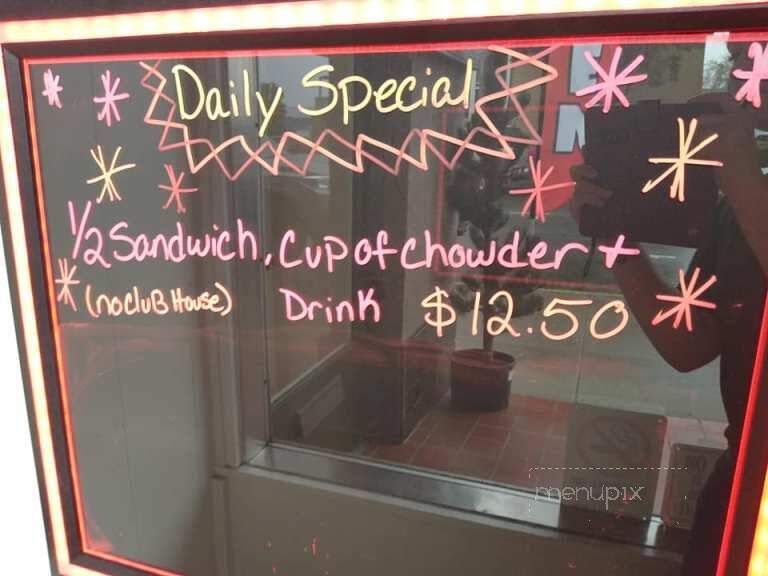 Daily Special
1/2 Sandwich, Cup of chowder +
(no cluB House) Drink $12.50
menupix